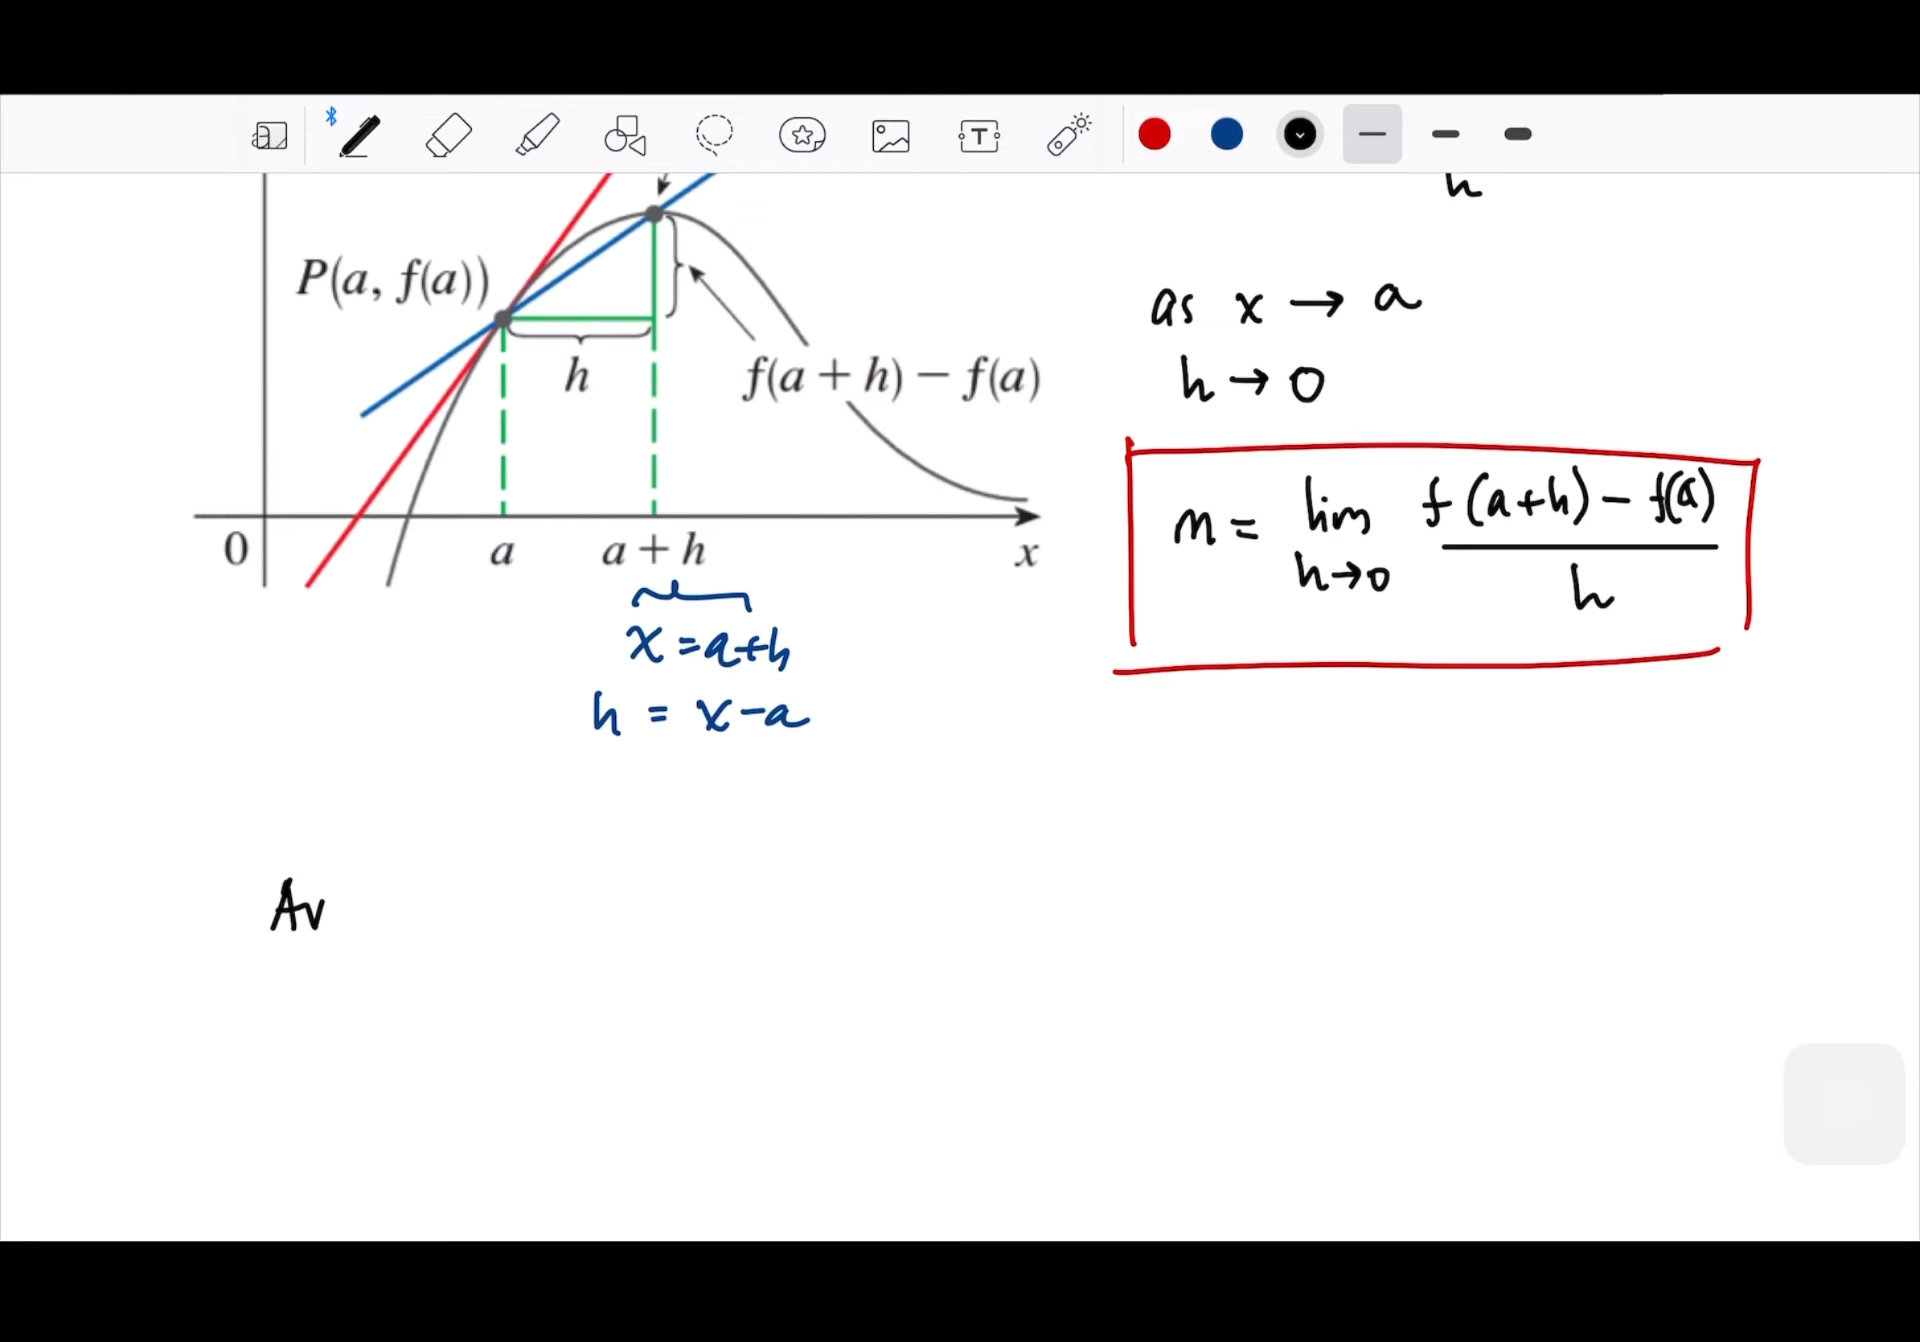 h
P(a, f(a))
h
f(a + h) − f(a)
0
a
a + h
x
x = a+h
h = x-a
as x → a
h → 0
m = lim h→0 f(a+h) - f(a) / h
Av